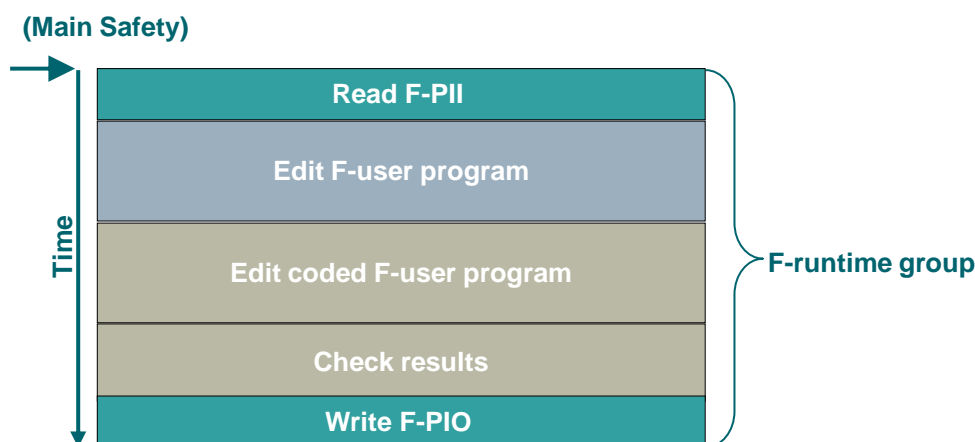 (Main Safety)
Read F-PII
Edit F-user program
Time
Edit coded F-user program
F-runtime group
Check results
Write F-PIO